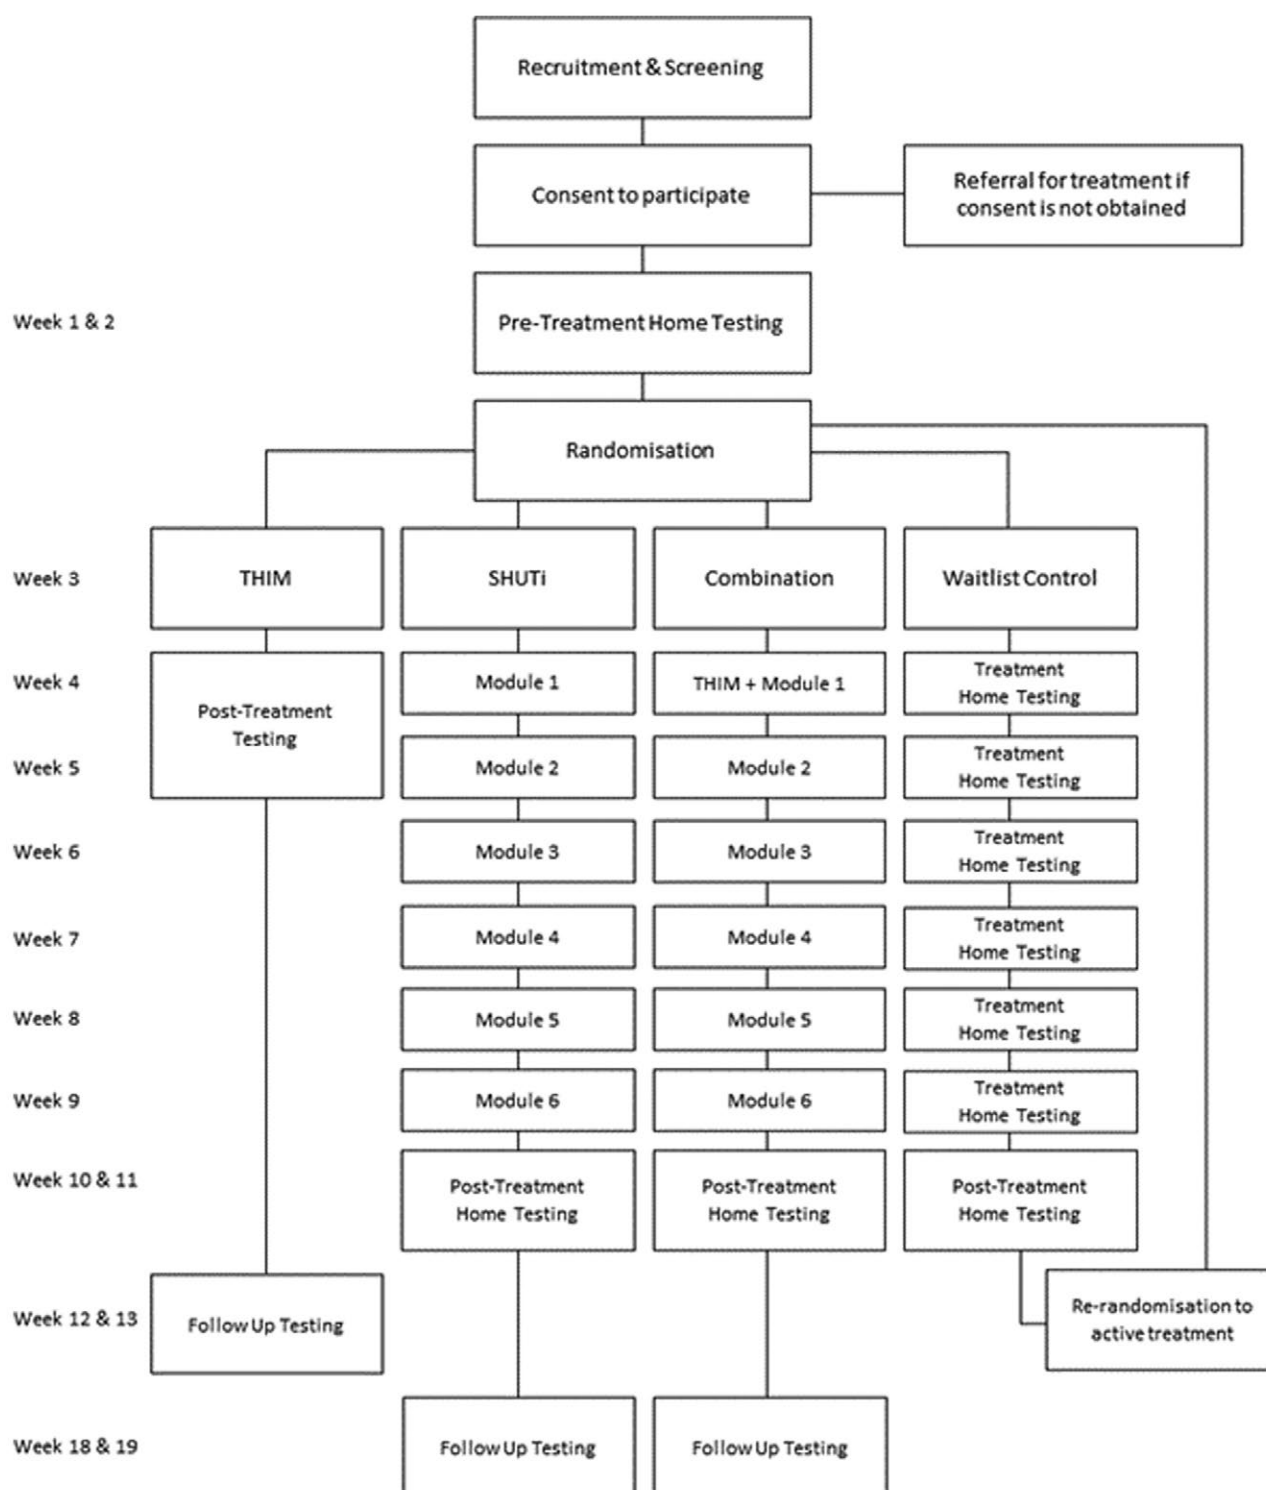 Recruitment & Screening
Consent to participate
Referral for treatment if
consent is not obtained
Week 1 & 2
Pre-Treatment Home Testing
Randomisation
Week 3
THIM
SHUTi
Combination
Waitlist Control
Week 4
Post-Treatment
Testing
Module 1
THIM + Module 1
Treatment
Home Testing
Week 5
Module 2
Module 2
Treatment
Home Testing
Week 6
Module 3
Module 3
Treatment
Home Testing
Week 7
Module 4
Module 4
Treatment
Home Testing
Week 8
Module 5
Module 5
Treatment
Home Testing
Week 9
Module 6
Module 6
Treatment
Home Testing
Week 10 & 11
Post-Treatment
Home Testing
Post-Treatment
Home Testing
Post-Treatment
Home Testing
Week 12 & 13
Follow Up Testing
Re-randomisation to
active treatment
Week 18 & 19
Follow Up Testing
Follow Up Testing